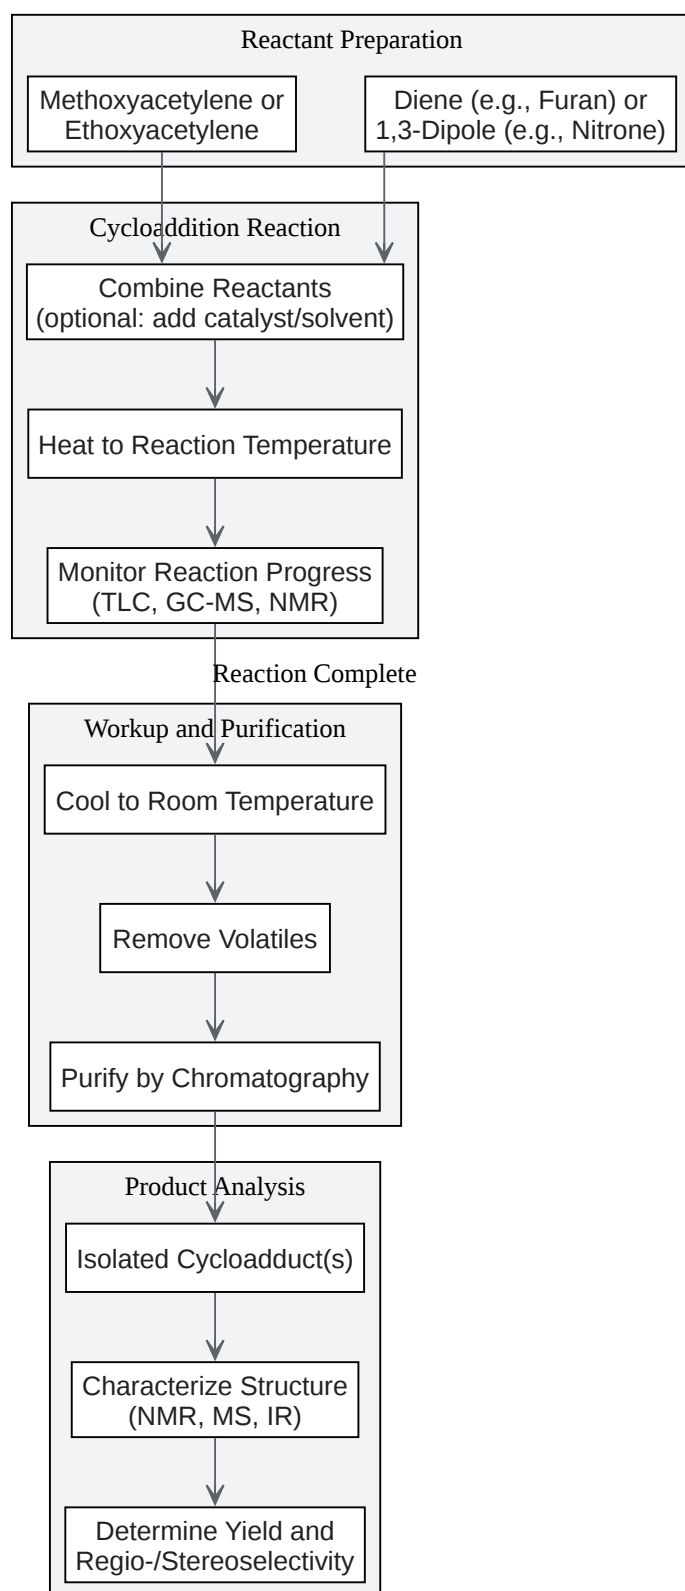 Reactant Preparation
Methoxyacetylene or
Ethoxyacetylene
Diene (e.g., Furan) or
1,3-Dipole (e.g., Nitrone)
Cycloaddition Reaction
Combine Reactants
(optional: add catalyst/solvent)
Heat to Reaction Temperature
Monitor Reaction Progress
(TLC, GC-MS, NMR)
Reaction Complete
Workup and Purification
Cool to Room Temperature
Remove Volatiles
Purify by Chromatography
Product Analysis
Isolated Cycloadduct(s)
Characterize Structure
(NMR, MS, IR)
Determine Yield and
Regio-/Stereoselectivity